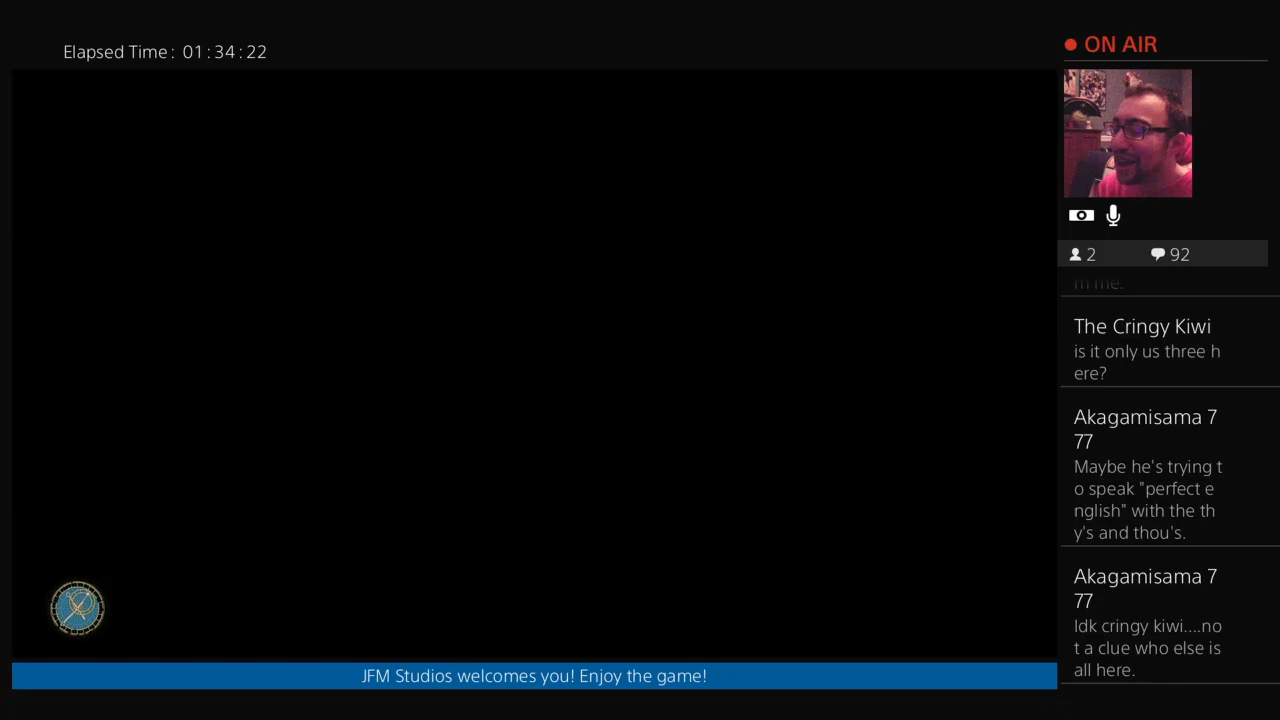 Elapsed Time: 01:34:22
ON AIR
2 92
m me.
The Cringy Kiwi
is it only us three h
ere?
Akagamisama 7
77
Maybe he's trying t
o speak "perfect e
nglish" with the th
y's and thou's.
Akagamisama 7
77
Idk cringy kiwi....no
t a clue who else is
all here.
JFM Studios welcomes you! Enjoy the game!